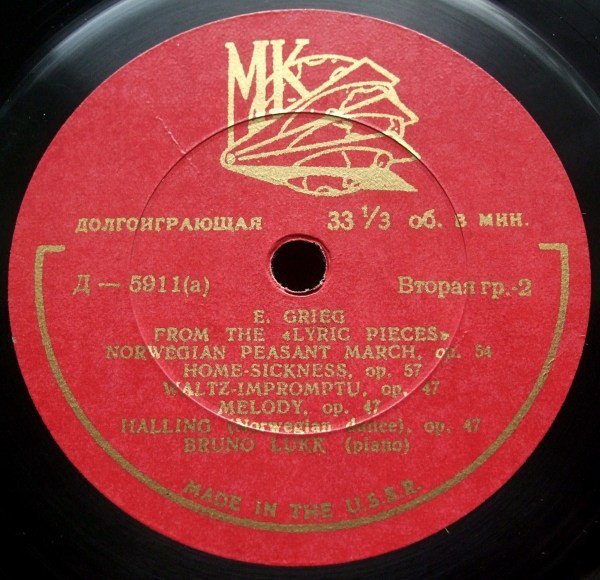 МК
ДОЛГОИГРАЮЩАЯ 33 1/3 об. в мин.
Д — 5911(а) Вторая гр.-2
E. GRIEG
FROM THE «LYRIC PIECES»
NORWEGIAN PEASANT MARCH, op. 54
HOME-SICKNESS, op. 57
WALTZ-IMPROMPTU, op. 47
MELODY, op. 47
HALLING (Norwegian dance), op. 47
BRUNO LUKK (piano)
MADE IN THE U.S.S.R.